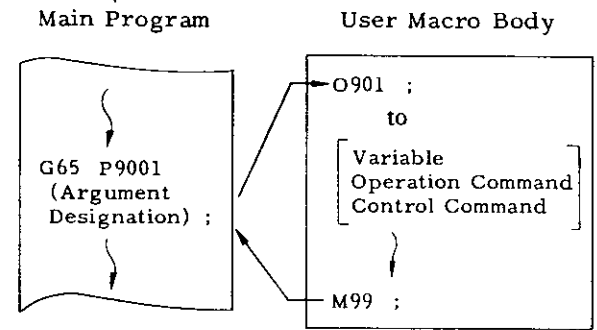 Main Program
User Macro Body
G65 P9001
(Argument
Designation) ;
O901 ;
to
Variable
Operation Command
Control Command
M99 ;